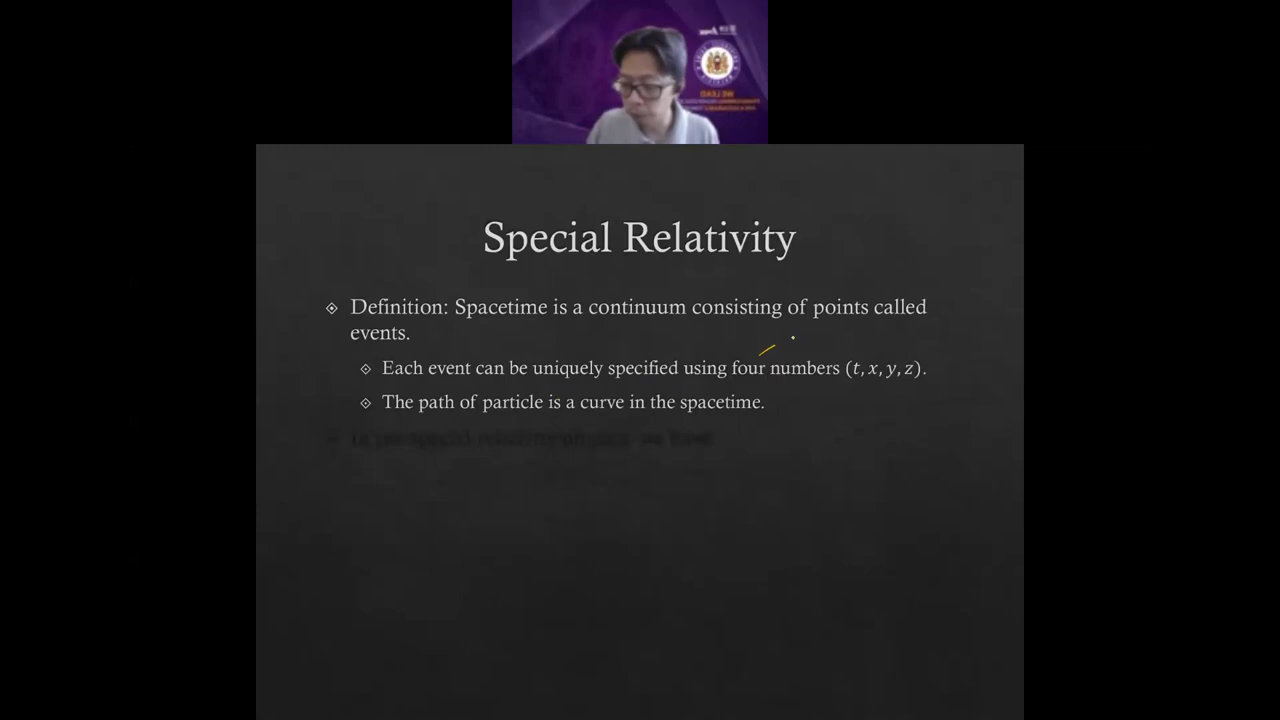 Special Relativity
Definition: Spacetime is a continuum consisting of points called
events.
Each event can be uniquely specified using four numbers (t, x, y, z).
The path of particle is a curve in the spacetime.